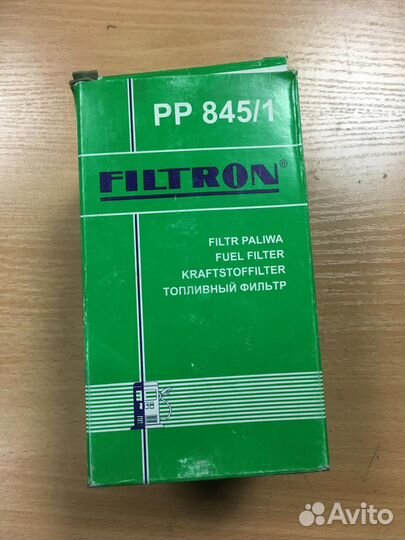 PP 845/1
FILTRON®
FILTR PALIWA
FUEL FILTER
KRAFTSTOFFILTER
ТОПЛИВНЫЙ ФИЛЬТР
Avito